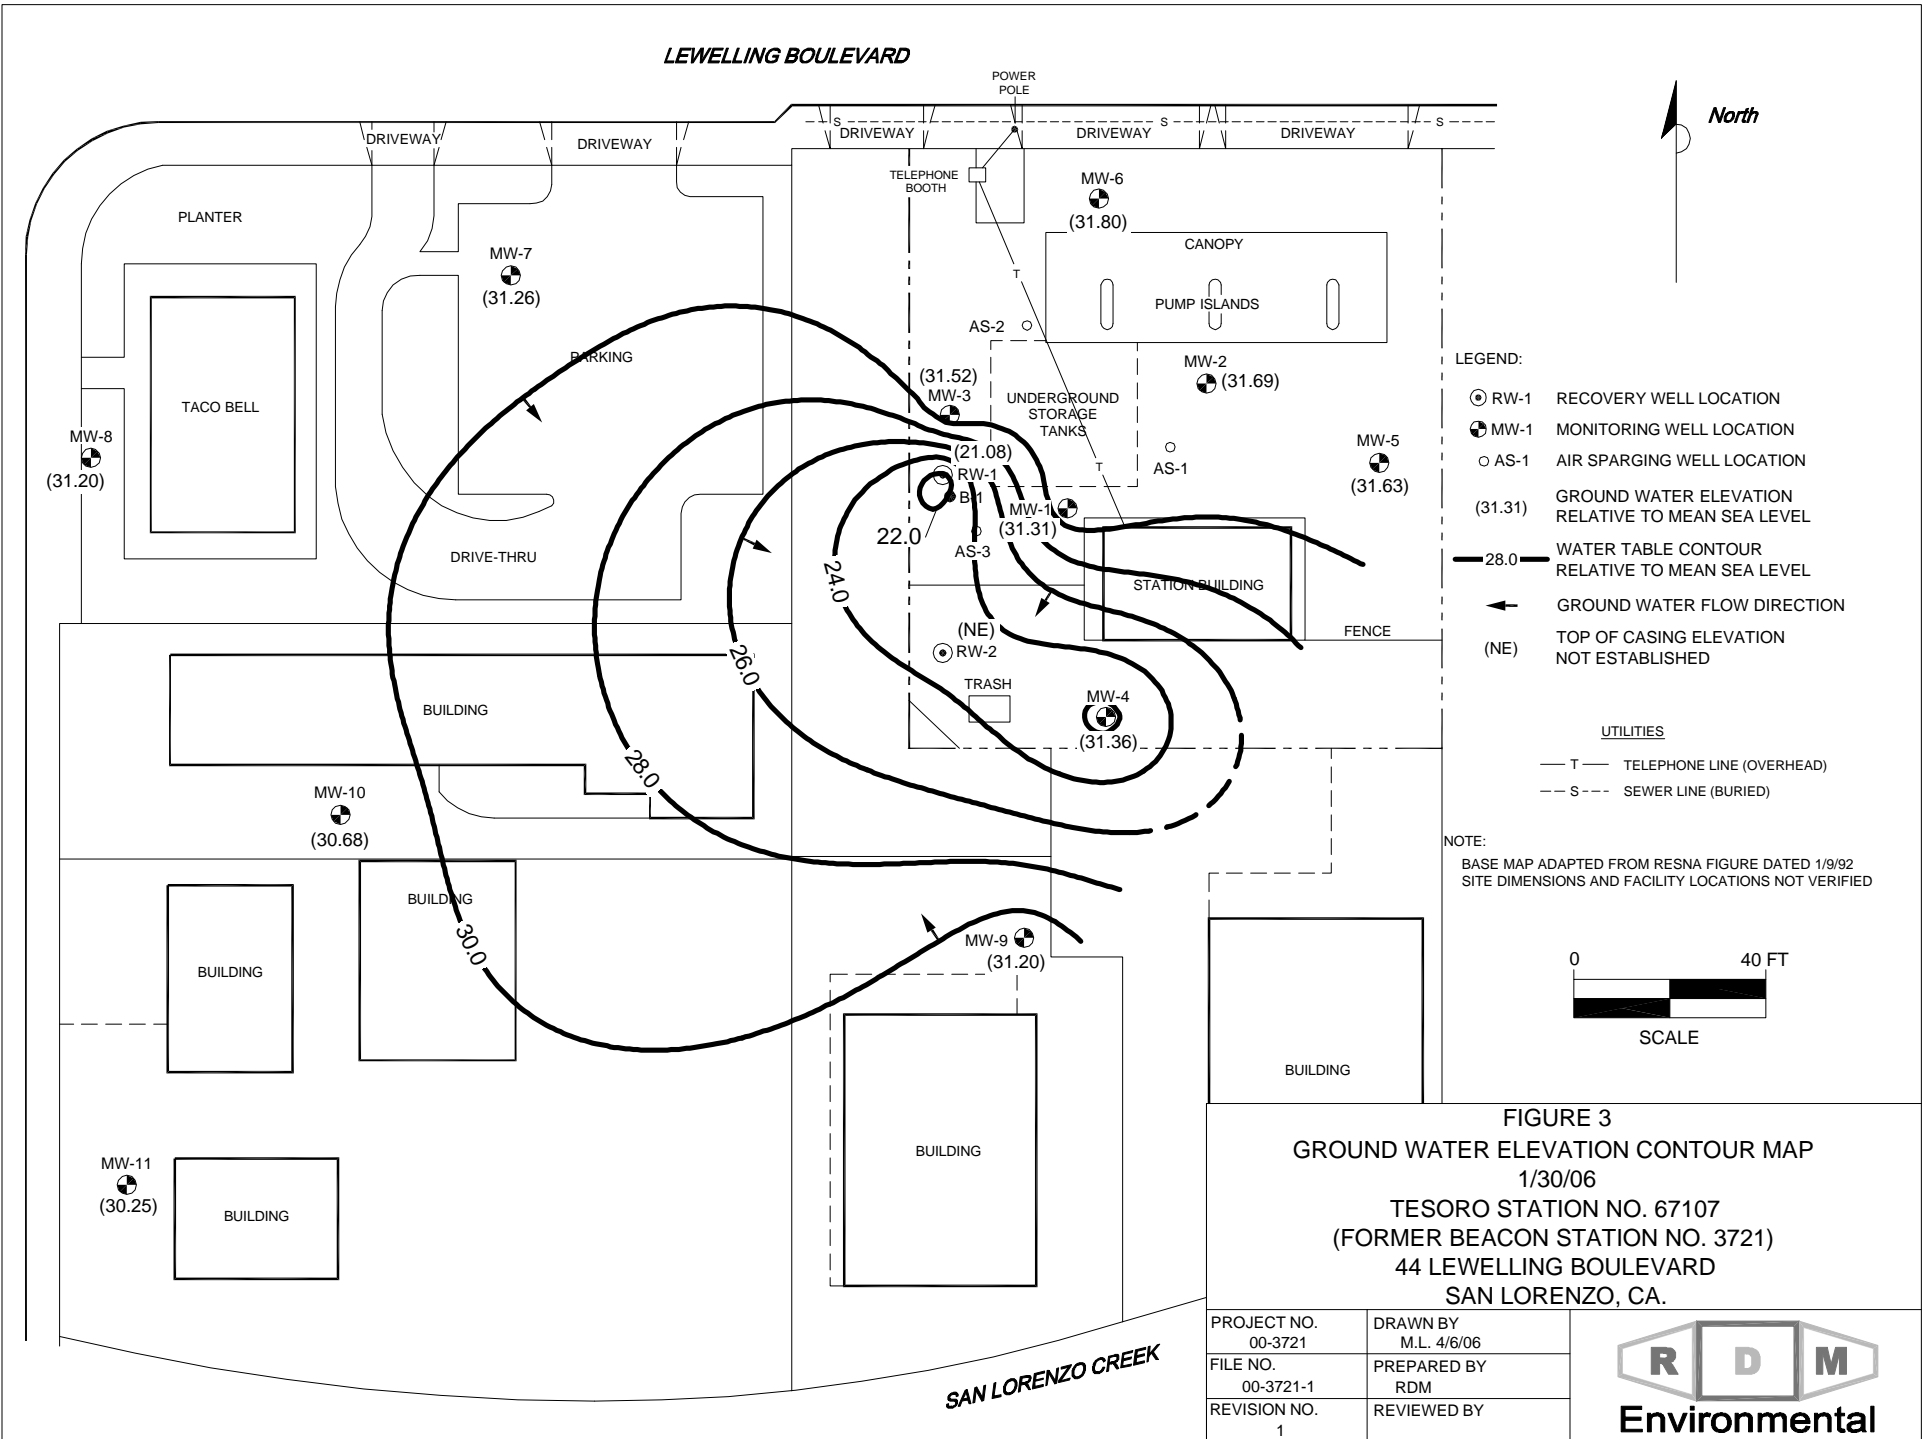 LEWELLING BOULEVARD
POWER
POLE
North
S
S
S
DRIVEWAY
DRIVEWAY
DRIVEWAY
DRIVEWAY
DRIVEWAY
TELEPHONE
BOOTH
MW-6
(31.80)
PLANTER
CANOPY
MW-7
(31.26)
T
PUMP ISLANDS
AS-2
PARKING
MW-2
(31.69)
(31.52)
MW-3
UNDERGROUND
STORAGE
TANKS
TACO BELL
MW-8
(31.20)
(21.08)
RW-1
B-1
T
AS-1
MW-5
(31.63)
MW-1
(31.31)
22.0
AS-3
DRIVE-THRU
24.0
STATION BUILDING
FENCE
(NE)
RW-2
26.0
TRASH
MW-4
(31.36)
BUILDING
28.0
MW-10
(30.68)
BUILDING
30.0
MW-9
(31.20)
BUILDING
BUILDING
BUILDING
MW-11
(30.25)
BUILDING
SAN LORENZO CREEK
LEGEND:
RW-1 RECOVERY WELL LOCATION
MW-1 MONITORING WELL LOCATION
AS-1 AIR SPARGING WELL LOCATION
(31.31) GROUND WATER ELEVATION
RELATIVE TO MEAN SEA LEVEL
28.0 WATER TABLE CONTOUR
RELATIVE TO MEAN SEA LEVEL
GROUND WATER FLOW DIRECTION
(NE) TOP OF CASING ELEVATION
NOT ESTABLISHED
UTILITIES
T TELEPHONE LINE (OVERHEAD)
S SEWER LINE (BURIED)
NOTE:
BASE MAP ADAPTED FROM RESNA FIGURE DATED 1/9/92
SITE DIMENSIONS AND FACILITY LOCATIONS NOT VERIFIED
0 40 FT
SCALE
FIGURE 3
GROUND WATER ELEVATION CONTOUR MAP
1/30/06
TESORO STATION NO. 67107
(FORMER BEACON STATION NO. 3721)
44 LEWELLING BOULEVARD
SAN LORENZO, CA.
PROJECT NO.
00-3721
DRAWN BY
M.L. 4/6/06
FILE NO.
00-3721-1
PREPARED BY
RDM
REVISION NO.
1
REVIEWED BY
R D M
Environmental